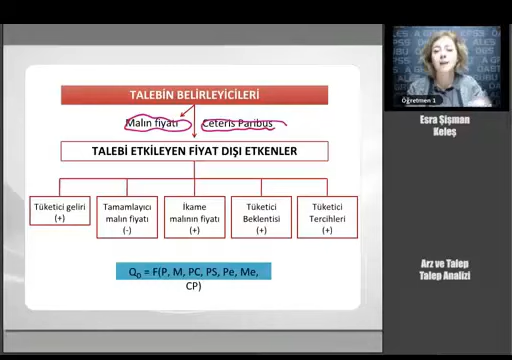 TALEBİN BELİRLEYİCİLERİ
Malın fiyatı
Ceteris Paribus
TALEBİ ETKİLEYEN FİYAT DIŞI ETKENLER
Tüketici geliri
(+)
Tamamlayıcı
malın fiyatı
(-)
İkame
malının fiyatı
(+)
Tüketici
Beklentisi
(+)
Tüketici
Tercihleri
(+)
QD = F(P, M, PC, PS, Pe, Me,
CP)
Öğretmen 1
Esra Şişman
Keleş
Arz ve Talep
Talep Analizi